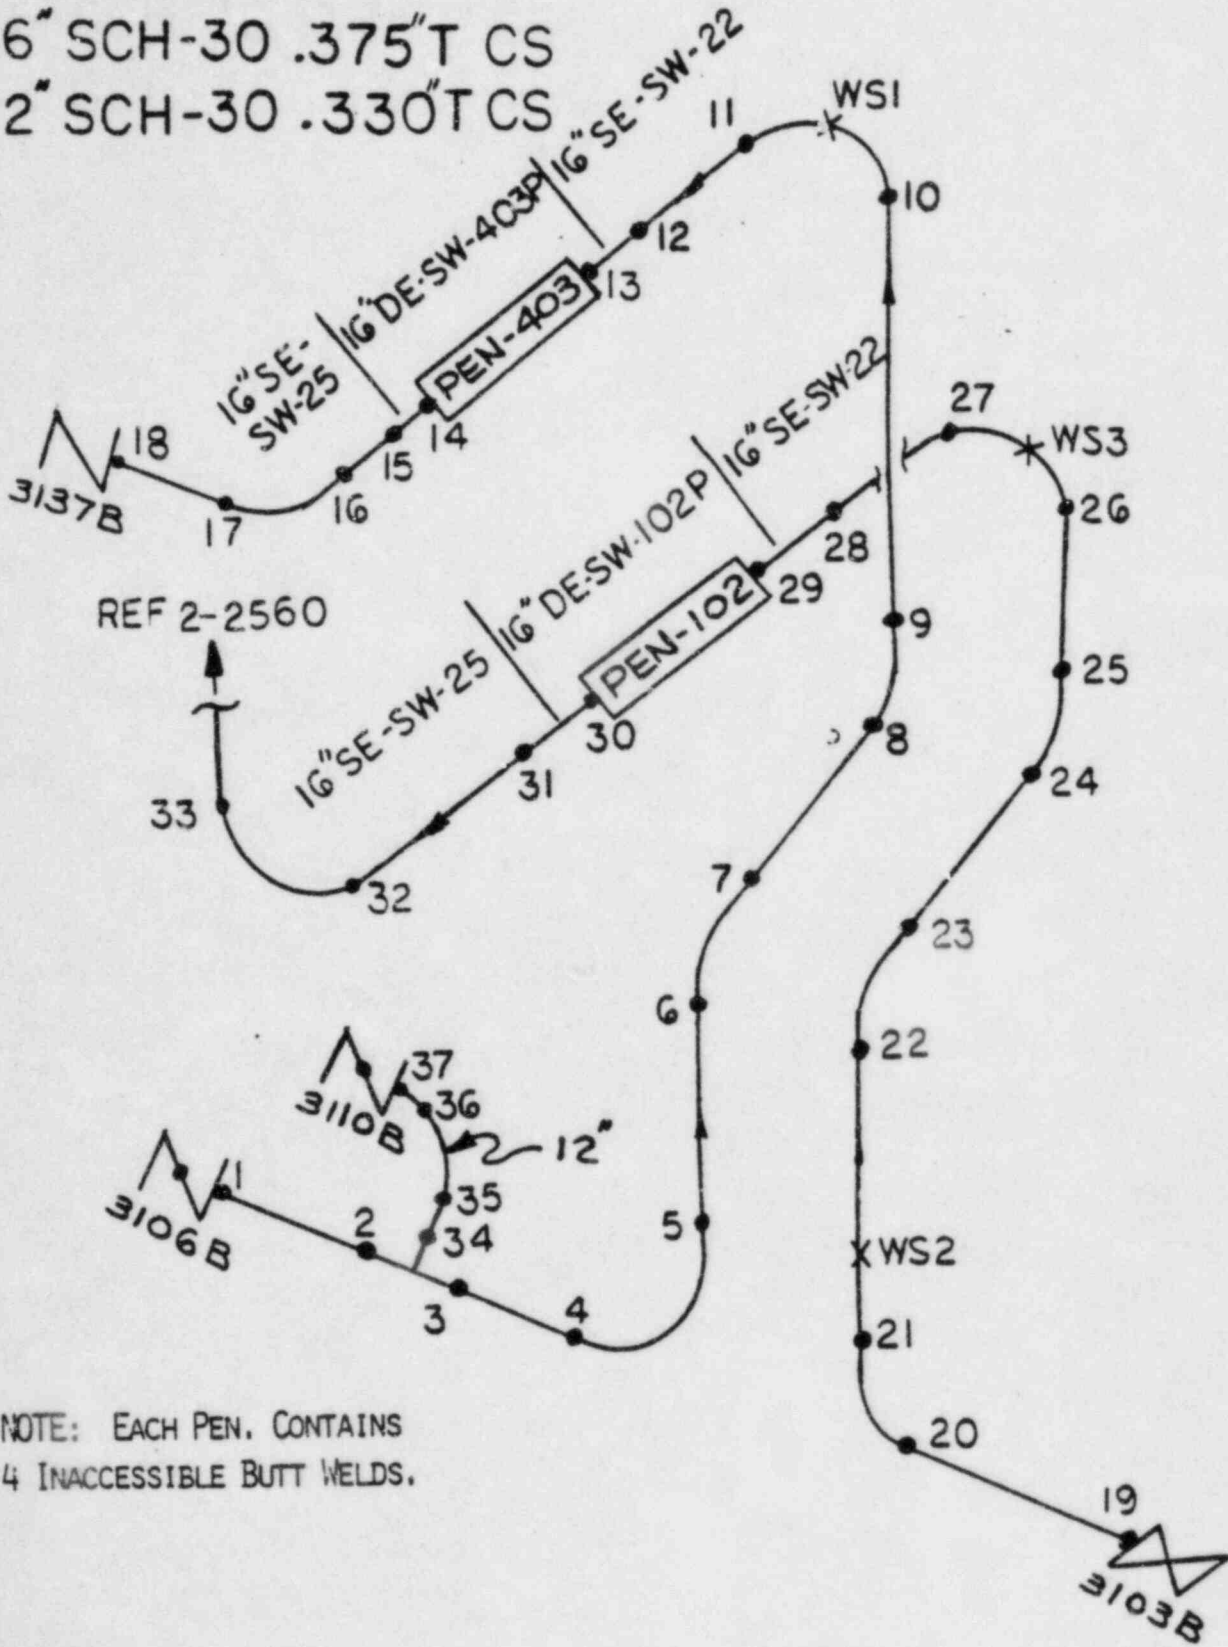 6" SCH-30 .375"T CS
2" SCH-30 .330"T CS
16" SE-SW-22
WS1
11
10
16" DE-SW-403P
12
13
PEN-403
16" SE-
SW-25
14
15
16
17
18
3137B
16" SE-SW-22
27
WS3
26
28
16" DE-SW-102P
29
PEN-102
REF 2-2560
9
25
16" SE-SW-25
30
8
31
24
33
7
32
23
6
22
37
36
3110B
12"
1
35
3106B
2
34
5
WS2
3
4
21
NOTE: EACH PEN. CONTAINS
4 INACCESSIBLE BUTT WELDS.
20
19
3103B